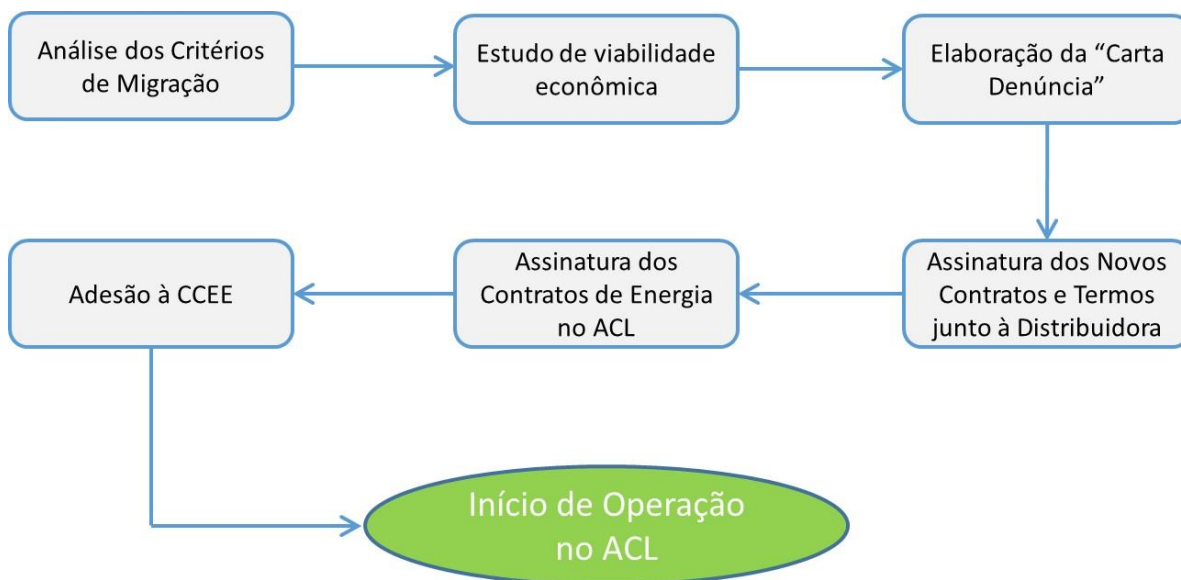 Análise dos Critérios
de Migração
Estudo de viabilidade
econômica
Elaboração da “Carta
Denúncia”
Assinatura dos Novos
Contratos e Termos
junto à Distribuidora
Assinatura dos
Contratos de Energia
no ACL
Adesão à CCEE
Início de Operação
no ACL